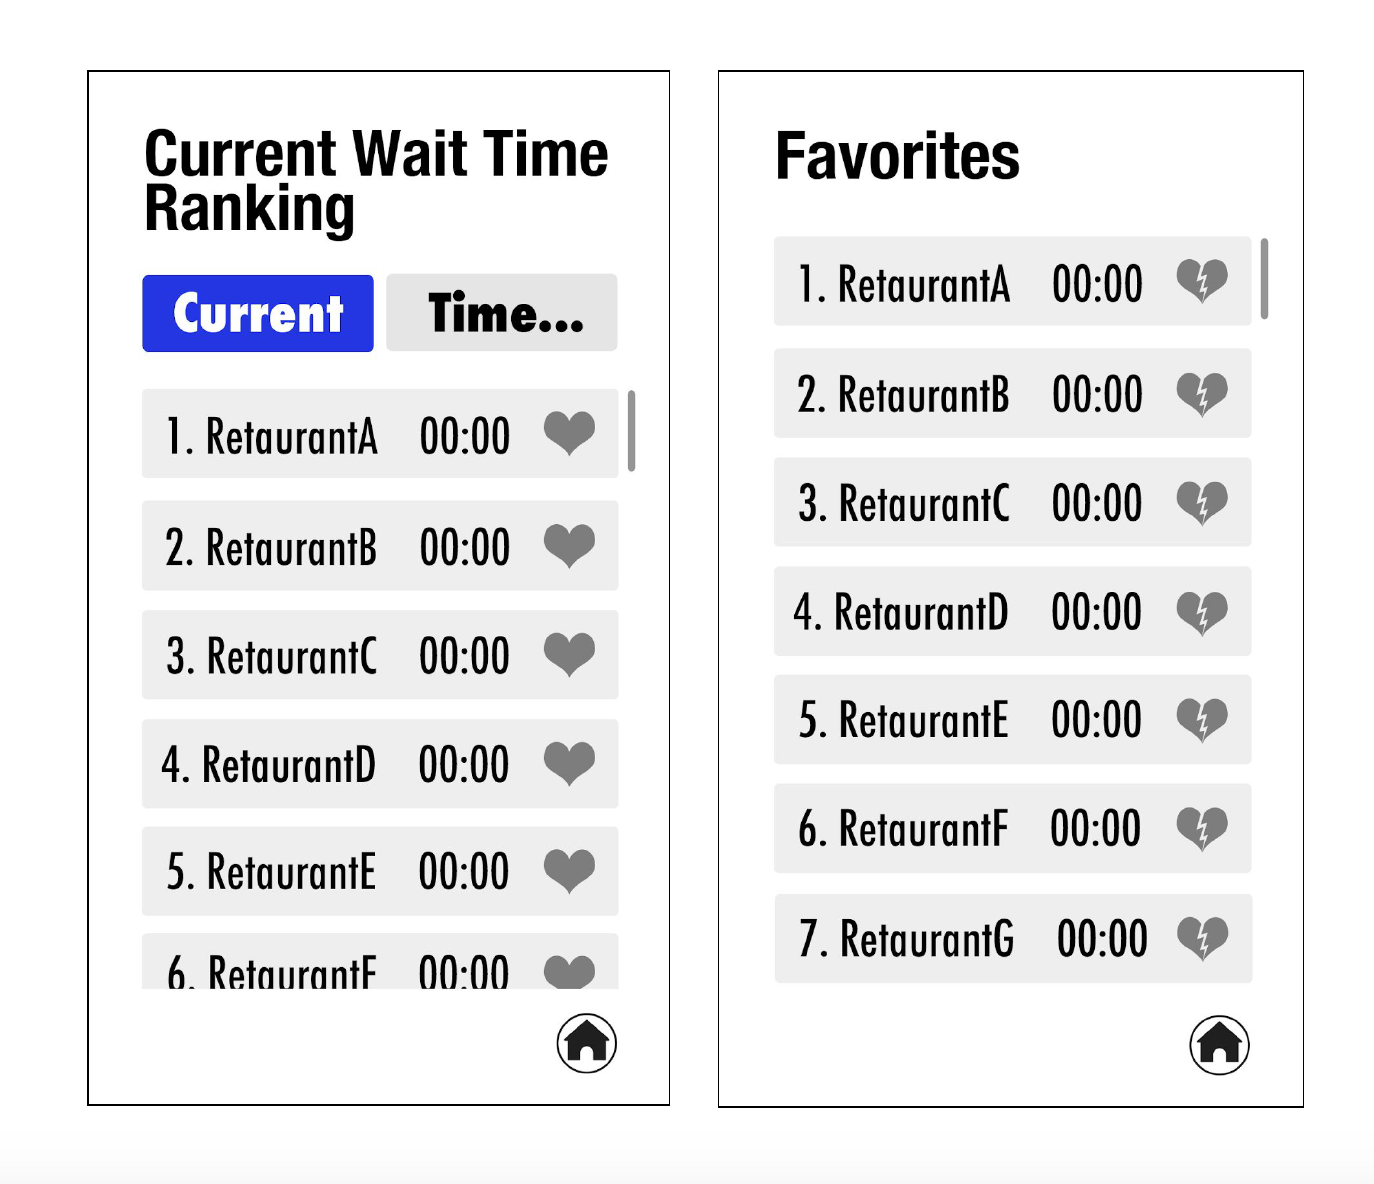 Current Wait Time
Ranking
Current Time...
1. RetaurantA 00:00
2. RetaurantB 00:00
3. RetaurantC 00:00
4. RetaurantD 00:00
5. RetaurantE 00:00
6. RetaurantF 00:00
Favorites
1. RetaurantA 00:00
2. RetaurantB 00:00
3. RetaurantC 00:00
4. RetaurantD 00:00
5. RetaurantE 00:00
6. RetaurantF 00:00
7. RetaurantG 00:00